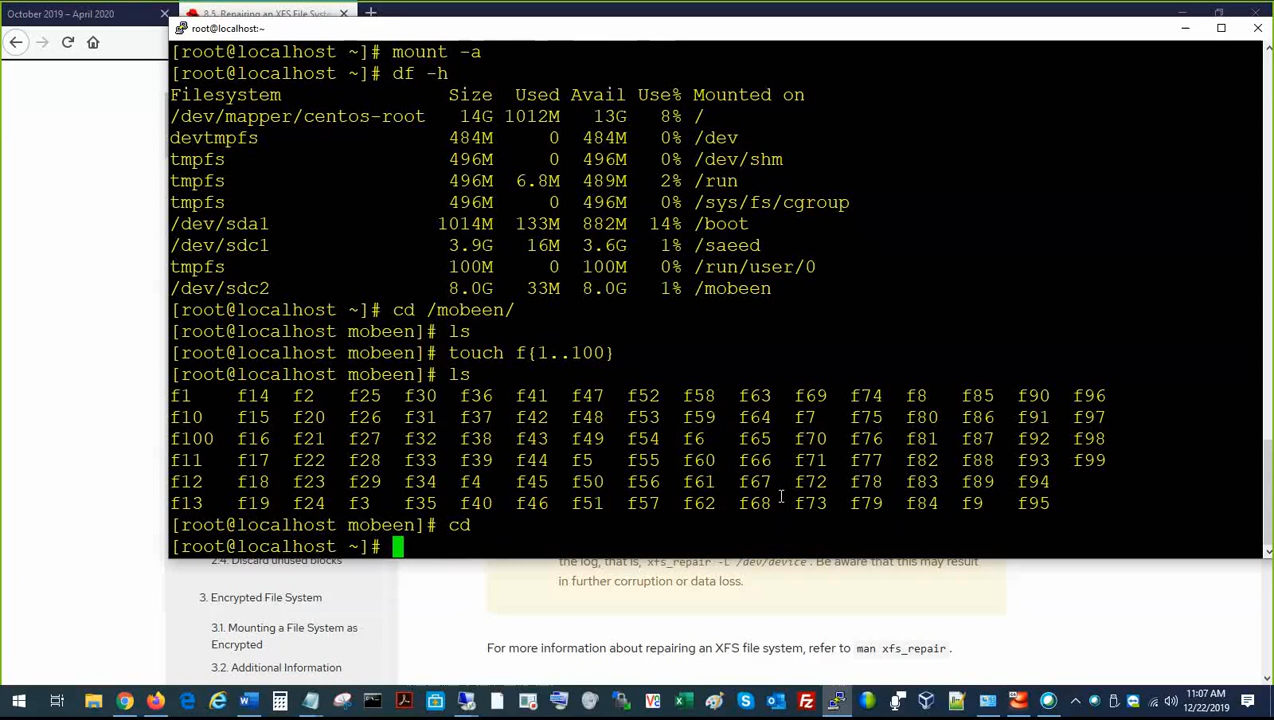 October 2019 – April 2020
8.5. Repairing an XFS File System
root@localhost:~
[root@localhost ~]# mount -a
[root@localhost ~]# df -h
Filesystem Size Used Avail Use% Mounted on
/dev/mapper/centos-root 14G 1012M 13G 8% /
devtmpfs 484M 0 484M 0% /dev
tmpfs 496M 0 496M 0% /dev/shm
tmpfs 496M 6.8M 489M 2% /run
tmpfs 496M 0 496M 0% /sys/fs/cgroup
/dev/sda1 1014M 133M 882M 14% /boot
/dev/sdc1 3.9G 16M 3.6G 1% /saeed
tmpfs 100M 0 100M 0% /run/user/0
/dev/sdc2 8.0G 33M 8.0G 1% /mobeen
[root@localhost ~]# cd /mobeen/
[root@localhost mobeen]# ls
[root@localhost mobeen]# touch f{1..100}
[root@localhost mobeen]# ls
f1 f14 f2 f25 f30 f36 f41 f47 f52 f58 f63 f69 f74 f8 f85 f90 f96
f10 f15 f20 f26 f31 f37 f42 f48 f53 f59 f64 f7 f75 f80 f86 f91 f97
f100 f16 f21 f27 f32 f38 f43 f49 f54 f6 f65 f70 f76 f81 f87 f92 f98
f11 f17 f22 f28 f33 f39 f44 f5 f55 f60 f66 f71 f77 f82 f88 f93 f99
f12 f18 f23 f29 f34 f4 f45 f50 f56 f61 f67 f72 f78 f83 f89 f94
f13 f19 f24 f3 f35 f40 f46 f51 f57 f62 f68 f73 f79 f84 f9 f95
[root@localhost mobeen]# cd
[root@localhost ~]#
2.4. Discard unused blocks
3. Encrypted File System
3.1. Mounting a File System as
Encrypted
3.2. Additional Information
the log, that is, xfs_repair -L /dev/device. Be aware that this may result
in further corruption or data loss.
For more information about repairing an XFS file system, refer to man xfs_repair.
11:07 AM
12/22/2019